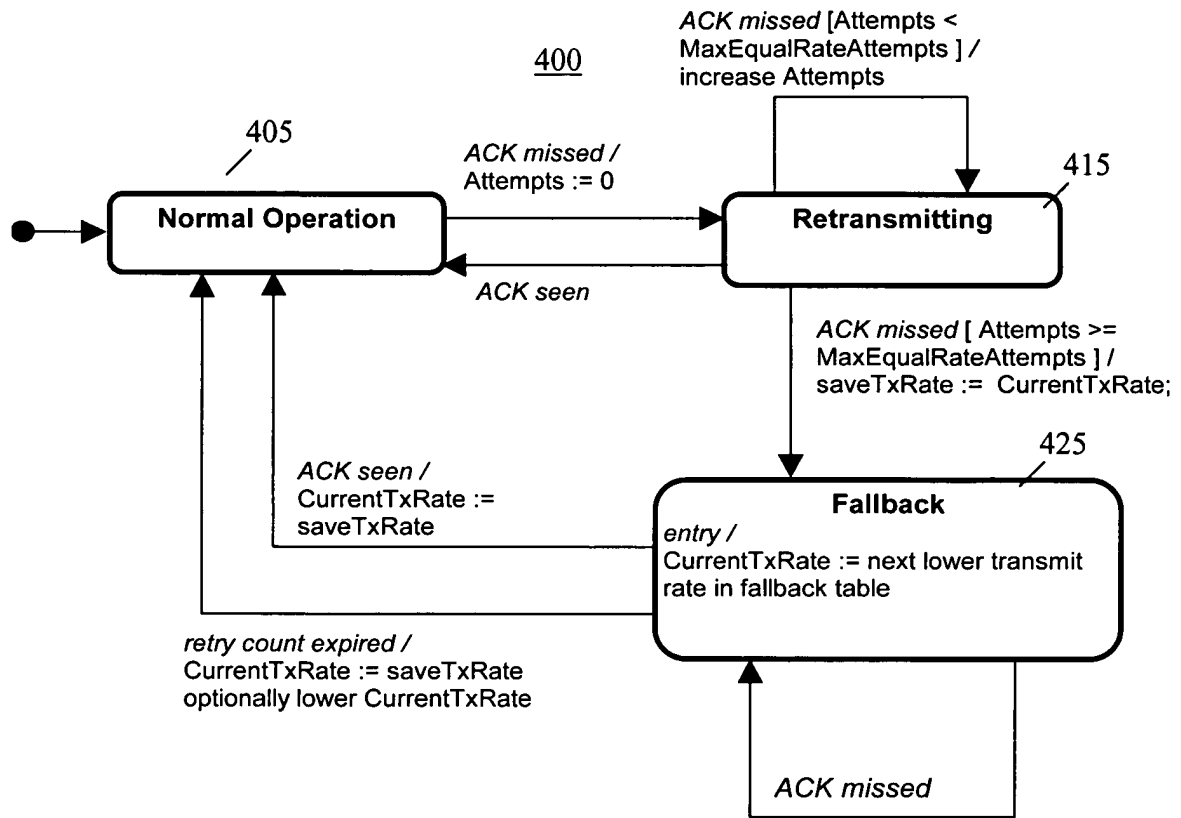 400
ACK missed [Attempts <
MaxEqualRateAttempts ] /
increase Attempts
405
ACK missed /
Attempts := 0
415
Normal Operation
Retransmitting
ACK seen
ACK missed [ Attempts >=
MaxEqualRateAttempts ] /
saveTxRate := CurrentTxRate;
425
ACK seen /
CurrentTxRate :=
saveTxRate
Fallback
entry /
CurrentTxRate := next lower transmit
rate in fallback table
retry count expired /
CurrentTxRate := saveTxRate
optionally lower CurrentTxRate
ACK missed